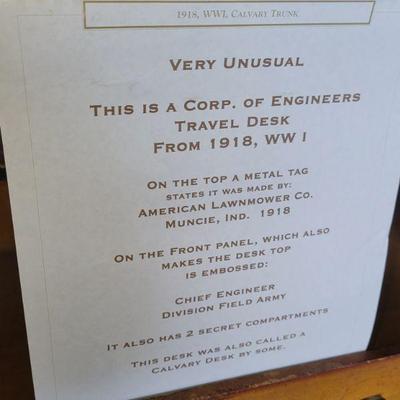 1918, WWI, Calvary Trunk
Very Unusual
This is a Corp. of Engineers
Travel Desk
From 1918, WW I
On the top a metal tag
states it was made by:
American Lawnmower Co.
Muncie, Ind. 1918
On the Front panel, which also
makes the desk top
is embossed:
Chief Engineer
Division Field Army
It also has 2 secret compartments
This desk was also called a
Calvary Desk by some.